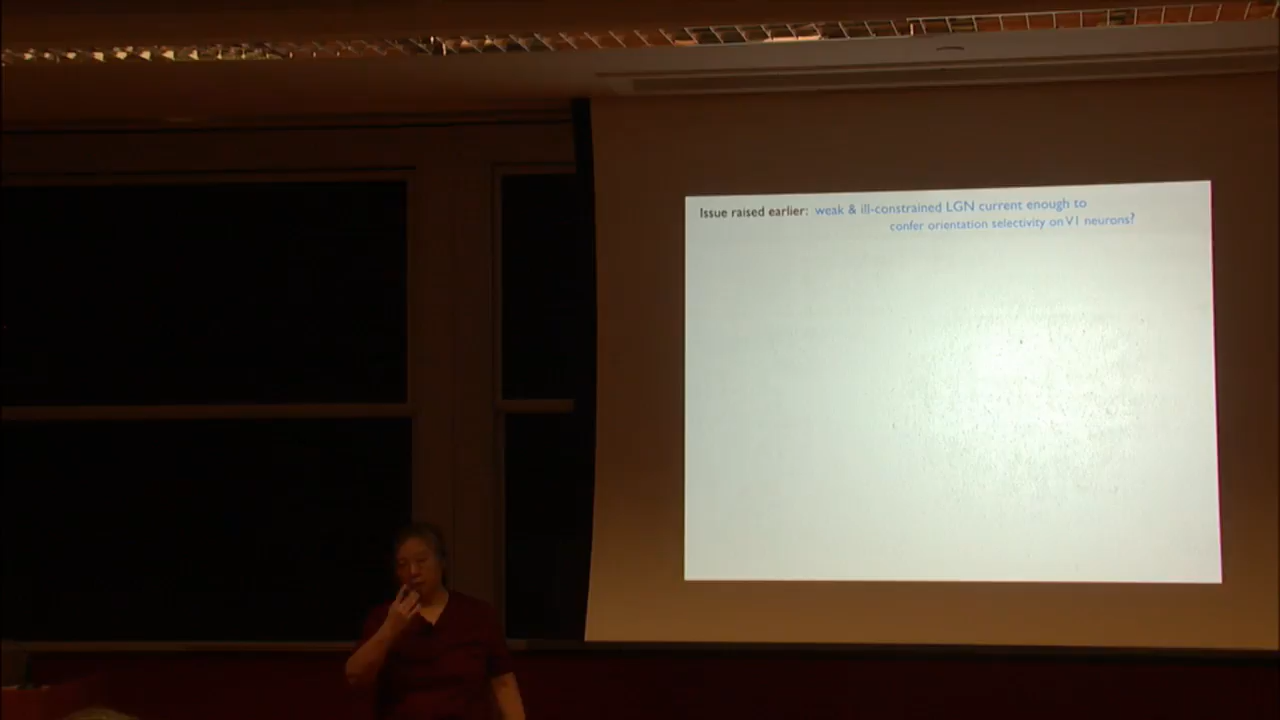 Issue raised earlier: weak & ill-constrained LGN current enough to
confer orientation selectivity on V1 neurons?